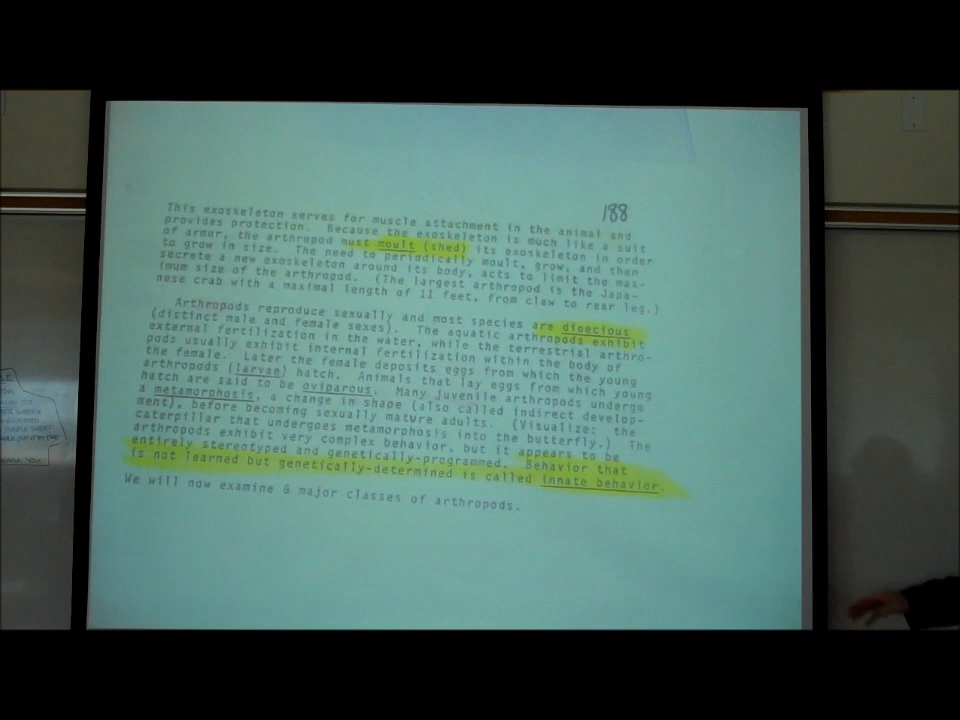 188
This exoskeleton serves for muscle attachment in the animal and
provides protection. Because the exoskeleton is much like a suit
of armor, the arthropod must moult (shed) its exoskeleton in order
to grow in size. The need to periodically moult, grow, and then
secrete a new exoskeleton around its body, acts to limit the max-
imum size of the arthropod. (The largest arthropod is the Japa-
nese crab with a maximal length of 11 feet, from claw to rear leg.)
Arthropods reproduce sexually and most species are dioecious
(distinct male and female sexes). The aquatic arthropods exhibit
external fertilization in the water, while the terrestrial arthro-
pods usually exhibit internal fertilization within the body of
the female. Later the female deposits eggs from which the young
arthropods (larvae) hatch. Animals that lay eggs from which young
hatch are said to be oviparous. Many juvenile arthropods undergo
a metamorphosis, a change in shape (also called indirect develop-
ment), before becoming sexually mature adults. (Visualize: the
caterpillar that undergoes metamorphosis into the butterfly.) The
arthropods exhibit very complex behavior, but it appears to be
entirely stereotyped and genetically-programmed. Behavior that
is not learned but genetically-determined is called innate behavior.
We will now examine 6 major classes of arthropods.